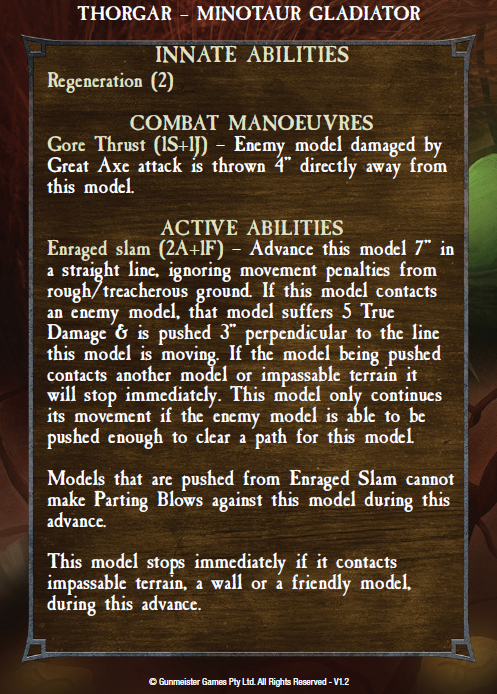 THORGAR – MINOTAUR GLADIATOR
INNATE ABILITIES
Regeneration (2)
COMBAT MANOEUVRES
Gore Thrust (1S+1J) – Enemy model damaged by
Great Axe attack is thrown 4" directly away from
this model.
ACTIVE ABILITIES
Enraged slam (2A+1F) – Advance this model 7" in
a straight line, ignoring movement penalties from
rough/treacherous ground. If this model contacts
an enemy model, that model suffers 5 True
Damage & is pushed 3" perpendicular to the line
this model is moving. If the model being pushed
contacts another model or impassable terrain it
will stop immediately. This model only continues
its movement if the enemy model is able to be
pushed enough to clear a path for this model.
Models that are pushed from Enraged Slam cannot
make Parting Blows against this model during this
advance.
This model stops immediately if it contacts
impassable terrain, a wall or a friendly model,
during this advance.
© Gunmeister Games Pty Ltd. All Rights Reserved - V1.2